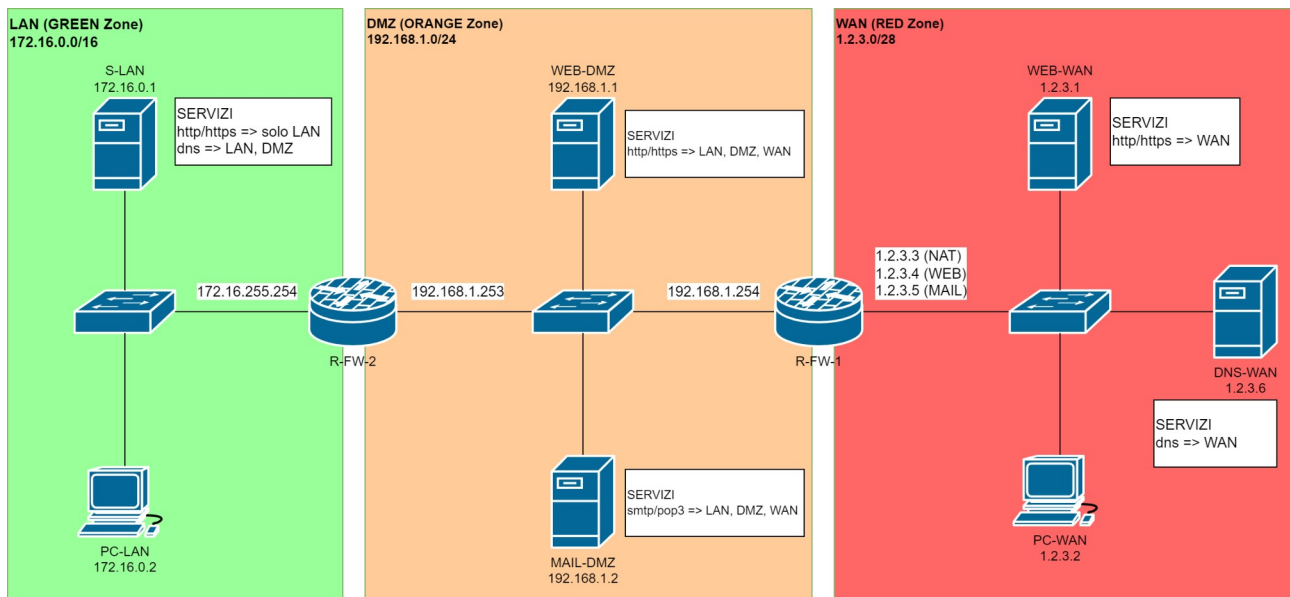 LAN (GREEN Zone)
172.16.0.0/16
S-LAN
172.16.0.1
SERVIZI
http/https => solo LAN
dns => LAN, DMZ
172.16.255.254
R-FW-2
PC-LAN
172.16.0.2
DMZ (ORANGE Zone)
192.168.1.0/24
WEB-DMZ
192.168.1.1
SERVIZI
http/https => LAN, DMZ, WAN
192.168.1.253
192.168.1.254
R-FW-1
SERVIZI
smtp/pop3 => LAN, DMZ, WAN
MAIL-DMZ
192.168.1.2
WAN (RED Zone)
1.2.3.0/28
WEB-WAN
1.2.3.1
SERVIZI
http/https => WAN
1.2.3.3 (NAT)
1.2.3.4 (WEB)
1.2.3.5 (MAIL)
DNS-WAN
1.2.3.6
SERVIZI
dns => WAN
PC-WAN
1.2.3.2